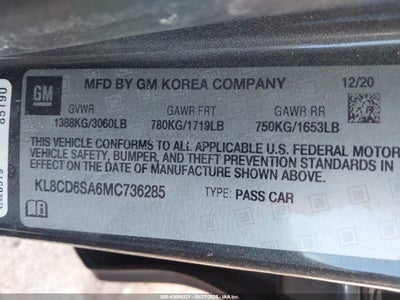 MFD BY GM KOREA COMPANY 12/20
GM
GVWR GAWR FRT GAWR RR
1388KG/3060LB 780KG/1719LB 750KG/1653LB
THIS VEHICLE CONFORMS TO ALL APPLICABLE U.S. FEDERAL MOTOR
VEHICLE SAFETY, BUMPER, AND THEFT PREVENTION STANDARDS
IN EFFECT ON THE DATE OF MANUFACTURE SHOWN ABOVE.
KL8CD6SA6MC736285 TYPE: PASS CAR
85190